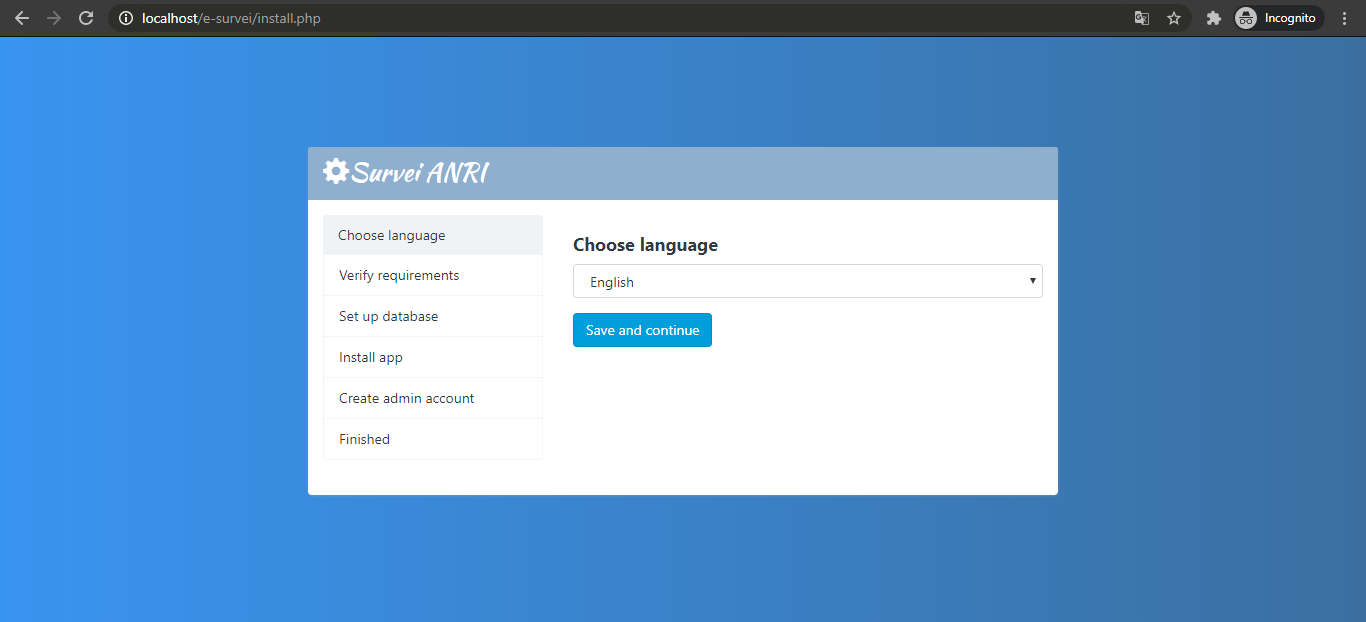 localhost/e-survei/install.php
Incognito
Survei ANRI
Choose language
Verify requirements
Set up database
Install app
Create admin account
Finished
Choose language
English
Save and continue